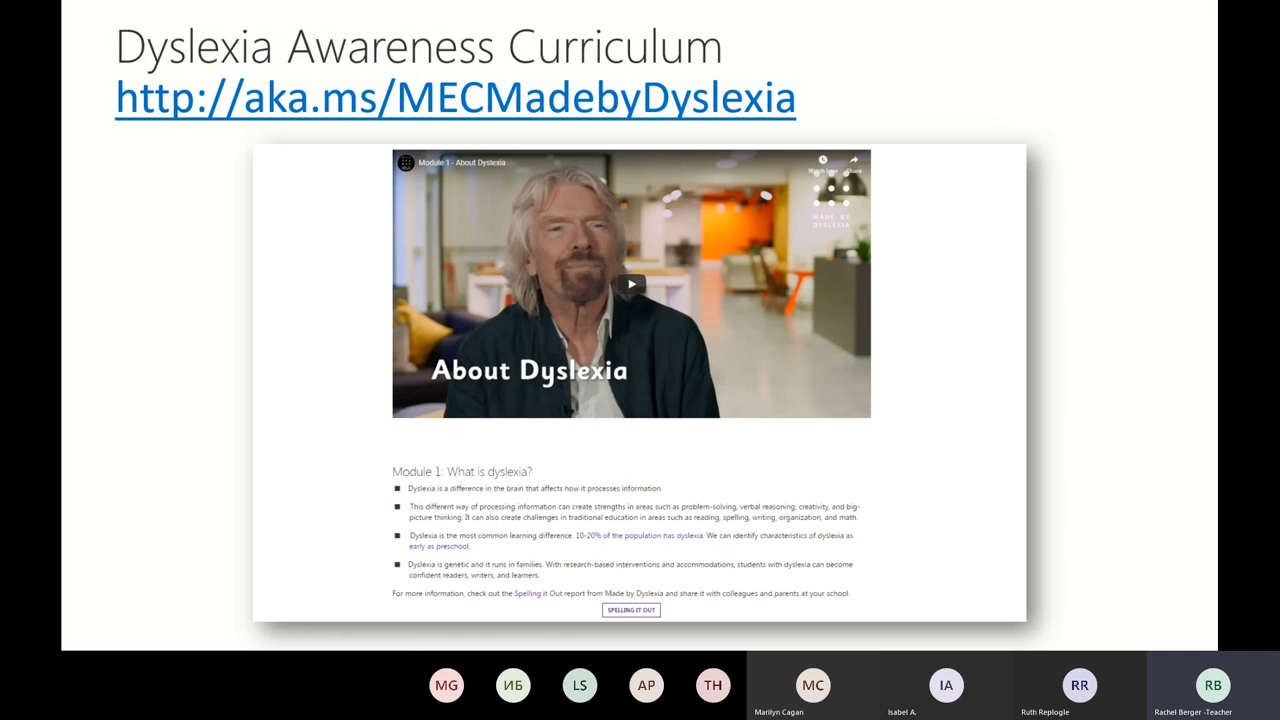 Dyslexia Awareness Curriculum
http://aka.ms/MECMadebyDyslexia
Module 1 - About Dyslexia
Watch later Share
MADE BY
DYSLEXIA
About Dyslexia
Module 1: What is dyslexia?
Dyslexia is a difference in the brain that affects how it processes information.
This different way of processing information can create strengths in areas such as problem-solving, verbal reasoning, creativity, and big-
picture thinking. It can also create challenges in traditional education in areas such as reading, spelling, writing, organization, and math.
Dyslexia is the most common learning difference. 10-20% of the population has dyslexia. We can identify characteristics of dyslexia as
early as preschool.
Dyslexia is genetic and it runs in families. With research-based interventions and accommodations, students with dyslexia can become
confident readers, writers, and learners.
For more information, check out the Spelling it Out report from Made by Dyslexia and share it with colleagues and parents at your school.
SPELLING IT OUT
MG ИБ LS AP TH MC IA RR RB
Marilyn Cagan Isabel A. Ruth Replogle Rachel Berger -Teacher